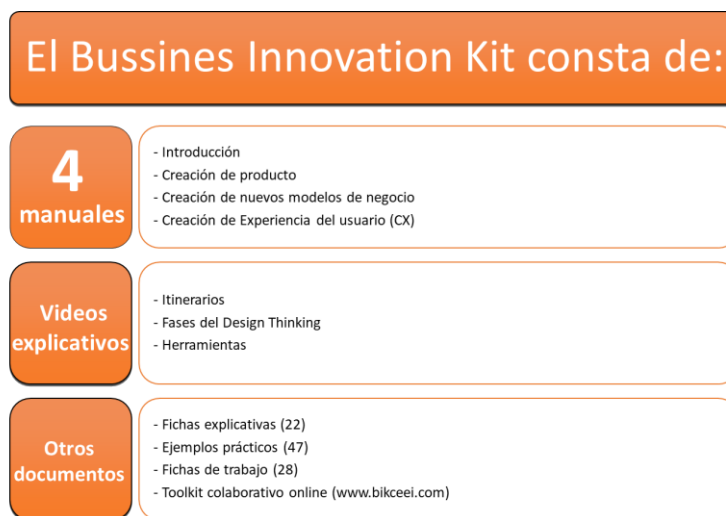 El Bussines Innovation Kit consta de:
4
manuales
- Introducción
- Creación de producto
- Creación de nuevos modelos de negocio
- Creación de Experiencia del usuario (CX)
Videos
explicativos
- Itinerarios
- Fases del Design Thinking
- Herramientas
Otros
documentos
- Fichas explicativas (22)
- Ejemplos prácticos (47)
- Fichas de trabajo (28)
- Toolkit colaborativo online (www.bikceei.com)